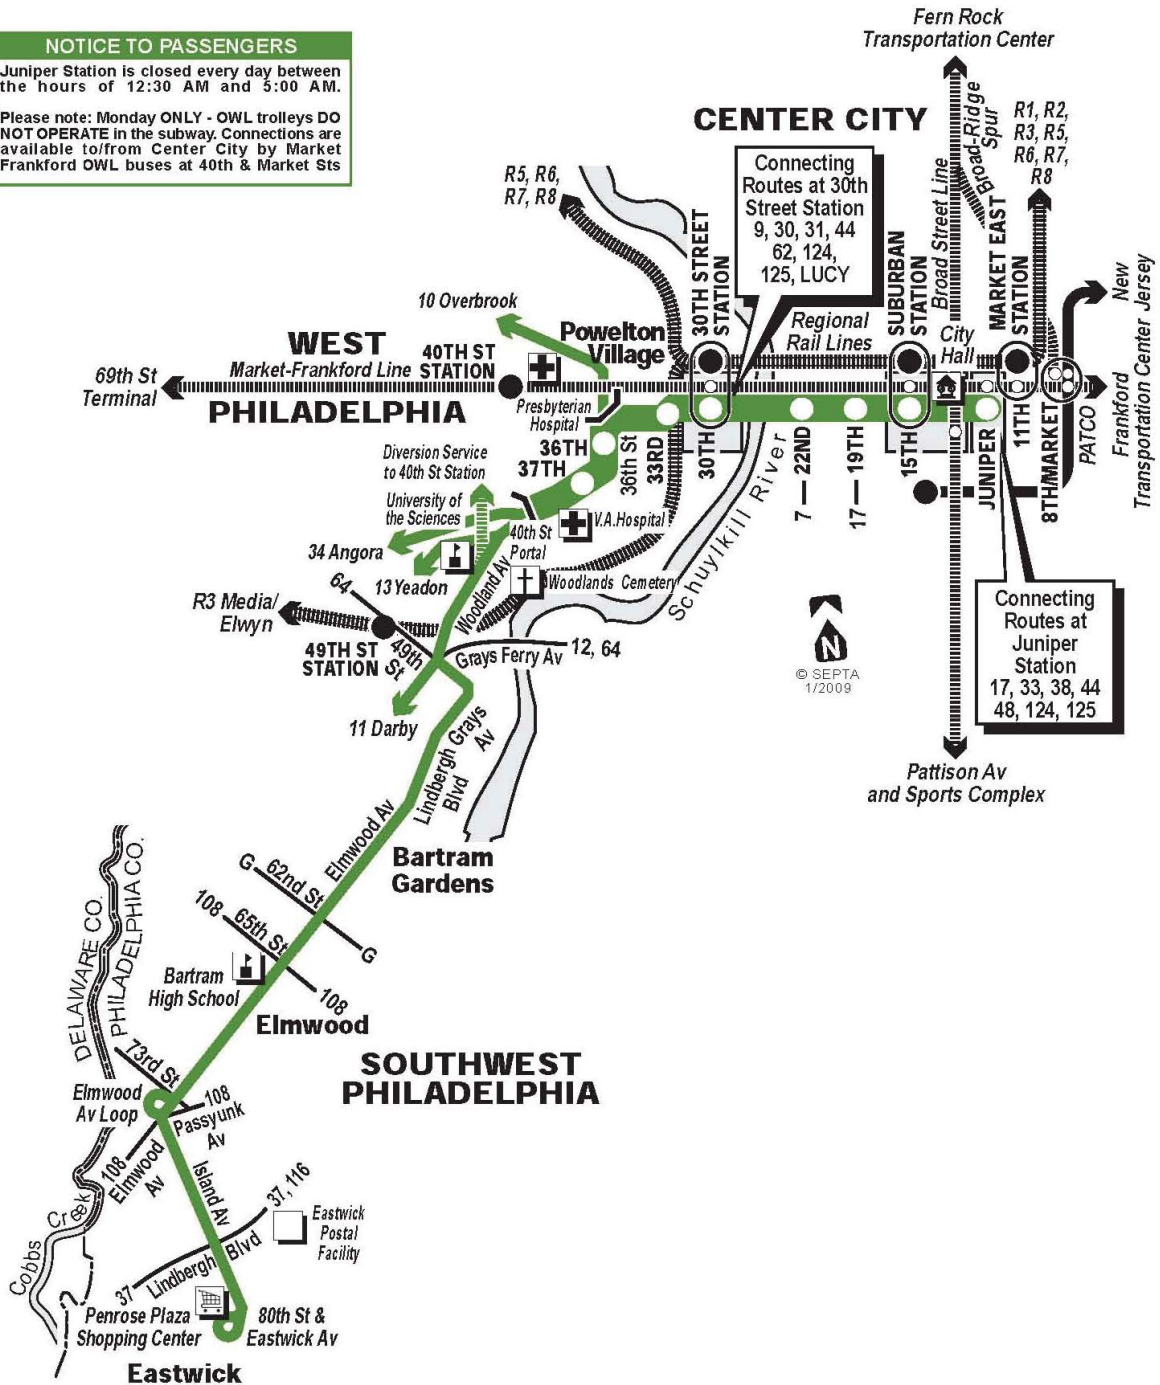 NOTICE TO PASSENGERS
Juniper Station is closed every day between
the hours of 12:30 AM and 5:00 AM.
Please note: Monday ONLY - OWL trolleys DO
NOT OPERATE in the subway. Connections are
available to/from Center City by Market
Frankford OWL buses at 40th & Market Sts
Fern Rock
Transportation Center
CENTER CITY
Broad-Ridge
Spur
R1, R2,
R3, R5,
R6, R7,
R8
R5, R6,
R7, R8
Connecting
Routes at 30th
Street Station
9, 30, 31, 44
62, 124,
125, LUCY
30TH STREET
STATION
SUBURBAN
STATION
Broad Street Line
MARKET EAST
STATION
New
Jersey
10 Overbrook
Powelton
Village
Regional
Rail Lines
City
Hall
WEST
PHILADELPHIA
Market-Frankford Line
40TH ST
STATION
69th St
Terminal
Presbyterian
Hospital
Frankford
Transportation Center
PATCO
36TH
37TH
36th St
33RD
30TH
7 — 22ND
17 — 19TH
15TH
JUNIPER
11TH
8TH/MARKET
Diversion Service
to 40th St Station
University of
the Sciences
V.A.Hospital
40th St
Portal
34 Angora
13 Yeadon
Woodland Av
Woodlands Cemetery
Schuylkill River
64
R3 Media/
Elwyn
49TH ST
STATION
49th
St
Grays Ferry Av
12, 64
N
© SEPTA
1/2009
Connecting
Routes at
Juniper
Station
17, 33, 38, 44
48, 124, 125
11 Darby
Grays
Av
Lindbergh
Blvd
Pattison Av
and Sports Complex
Elmwood Av
Bartram
Gardens
G
62nd St
G
108
65th St
108
DELAWARE CO.
PHILADELPHIA CO.
Bartram
High School
Elmwood
SOUTHWEST
PHILADELPHIA
73rd St
Elmwood
Av Loop
108
Passyunk
Av
108
Elmwood
Av
Island Av
Cobbs Creek
37, 116
Eastwick
Postal
Facility
37
Lindbergh Blvd
Penrose Plaza
Shopping Center
80th St &
Eastwick Av
Eastwick